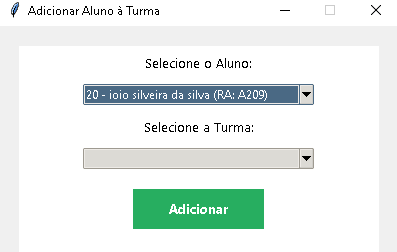 Adicionar Aluno à Turma
Selecione o Aluno:
20 - ioio silveira da silva (RA: A209)
Selecione a Turma:
Adicionar